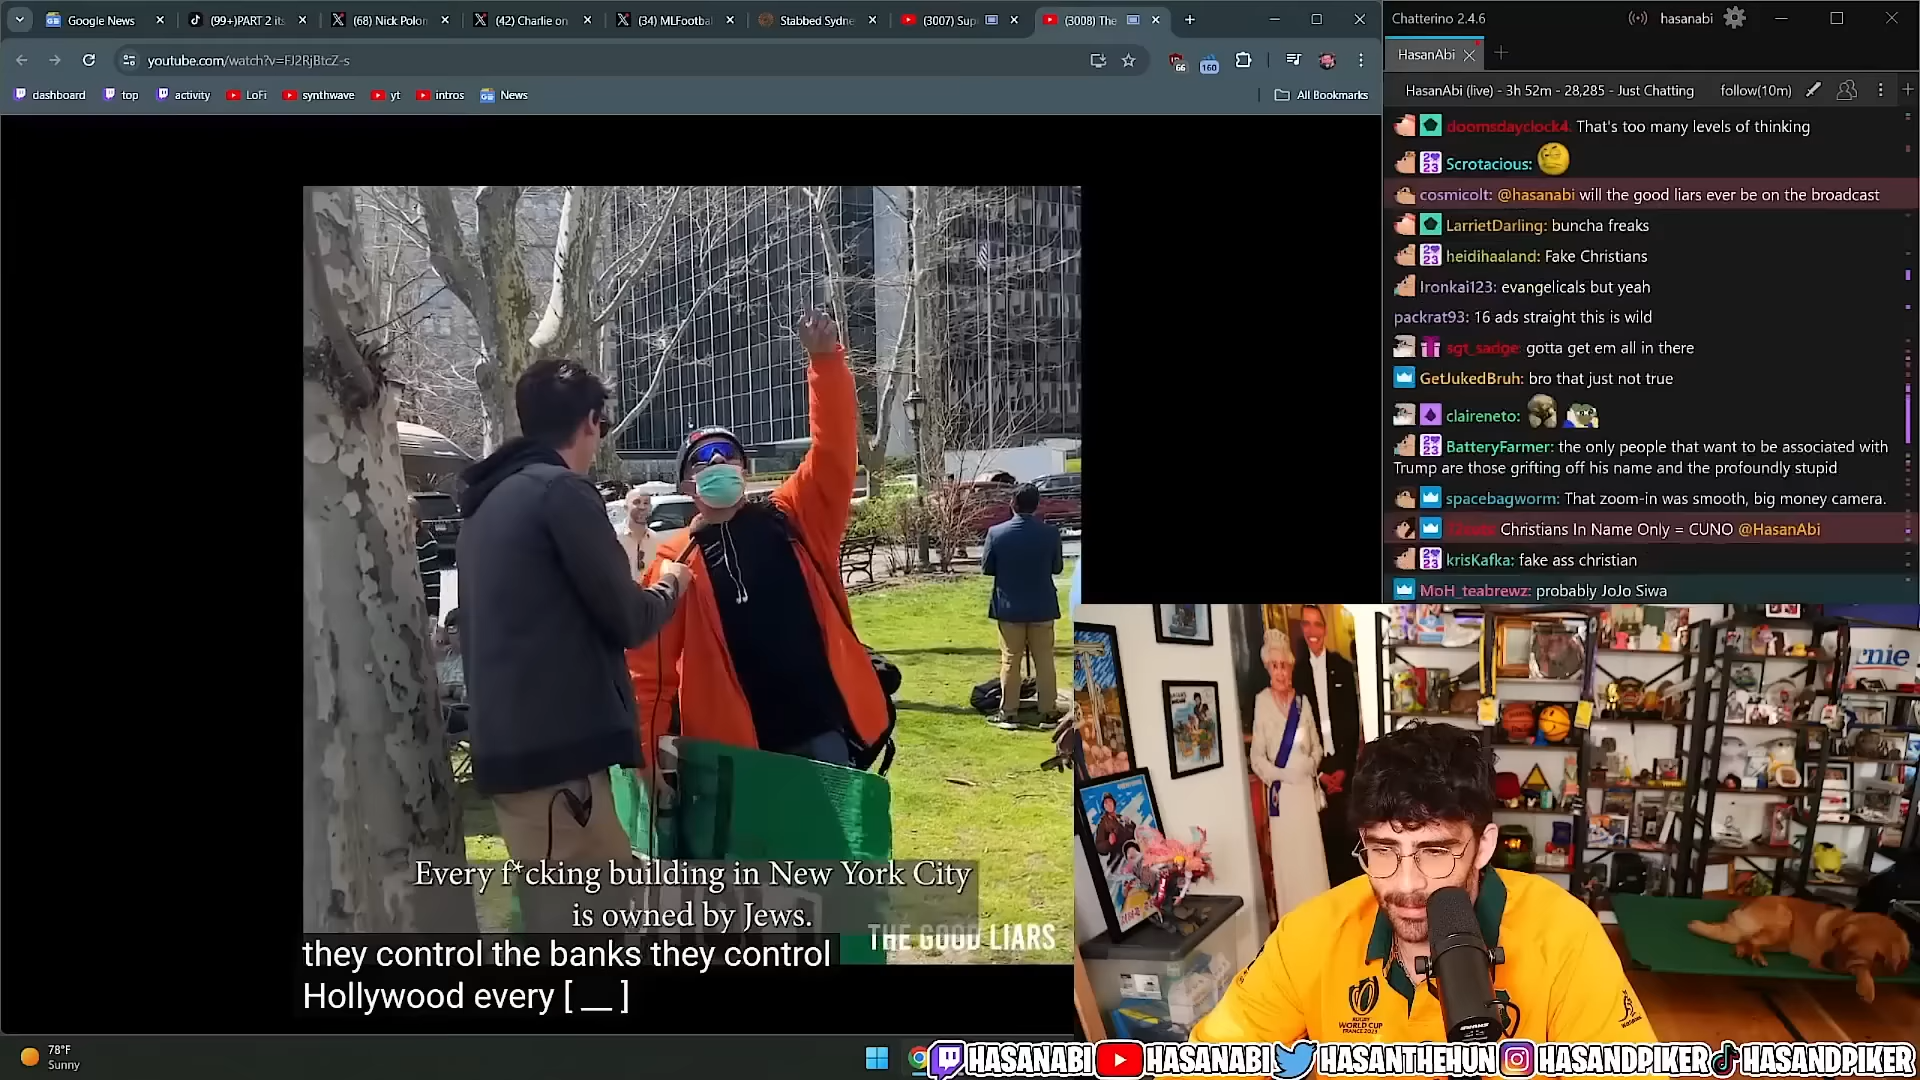 Google News
(99+)PART 2 its
(68) Nick Polon
(42) Charlie on
(34) MLFootbal
Stabbed Sydne
(3007) Sup
(3008) The
youtube.com/watch?v=FJ2RjBtcZ-s
66
160
dashboard
top
activity
LoFi
synthwave
yt
intros
News
All Bookmarks
Every f*cking building in New York City
is owned by Jews.
THE GOOD LIARS
they control the banks they control
Hollywood every [ __ ]
78°F
Sunny
Chatterino 2.4.6
hasanabi
HasanAbi
HasanAbi (live) - 3h 52m - 28,285 - Just Chatting
follow(10m)
doomsdayclock4: That's too many levels of thinking
Scrotacious:
cosmicolt: @hasanabi will the good liars ever be on the broadcast
LarrietDarling: buncha freaks
heidihaaland: Fake Christians
Ironkai123: evangelicals but yeah
packrat93: 16 ads straight this is wild
sgt_sadge: gotta get em all in there
GetJukedBruh: bro that just not true
claireneto:
BatteryFarmer: the only people that want to be associated with
Trump are those grifting off his name and the profoundly stupid
spacebagworm: That zoom-in was smooth, big money camera.
Christians In Name Only = CUNO @HasanAbi
krisKafka: fake ass christian
MoH_teabrewz: probably JoJo Siwa
rnie
RUGBY
WORLD CUP
FRANCE 2023
HASANABI
HASANABI
HASANTHEHUN
HASANDPIKER
HASANDPIKER